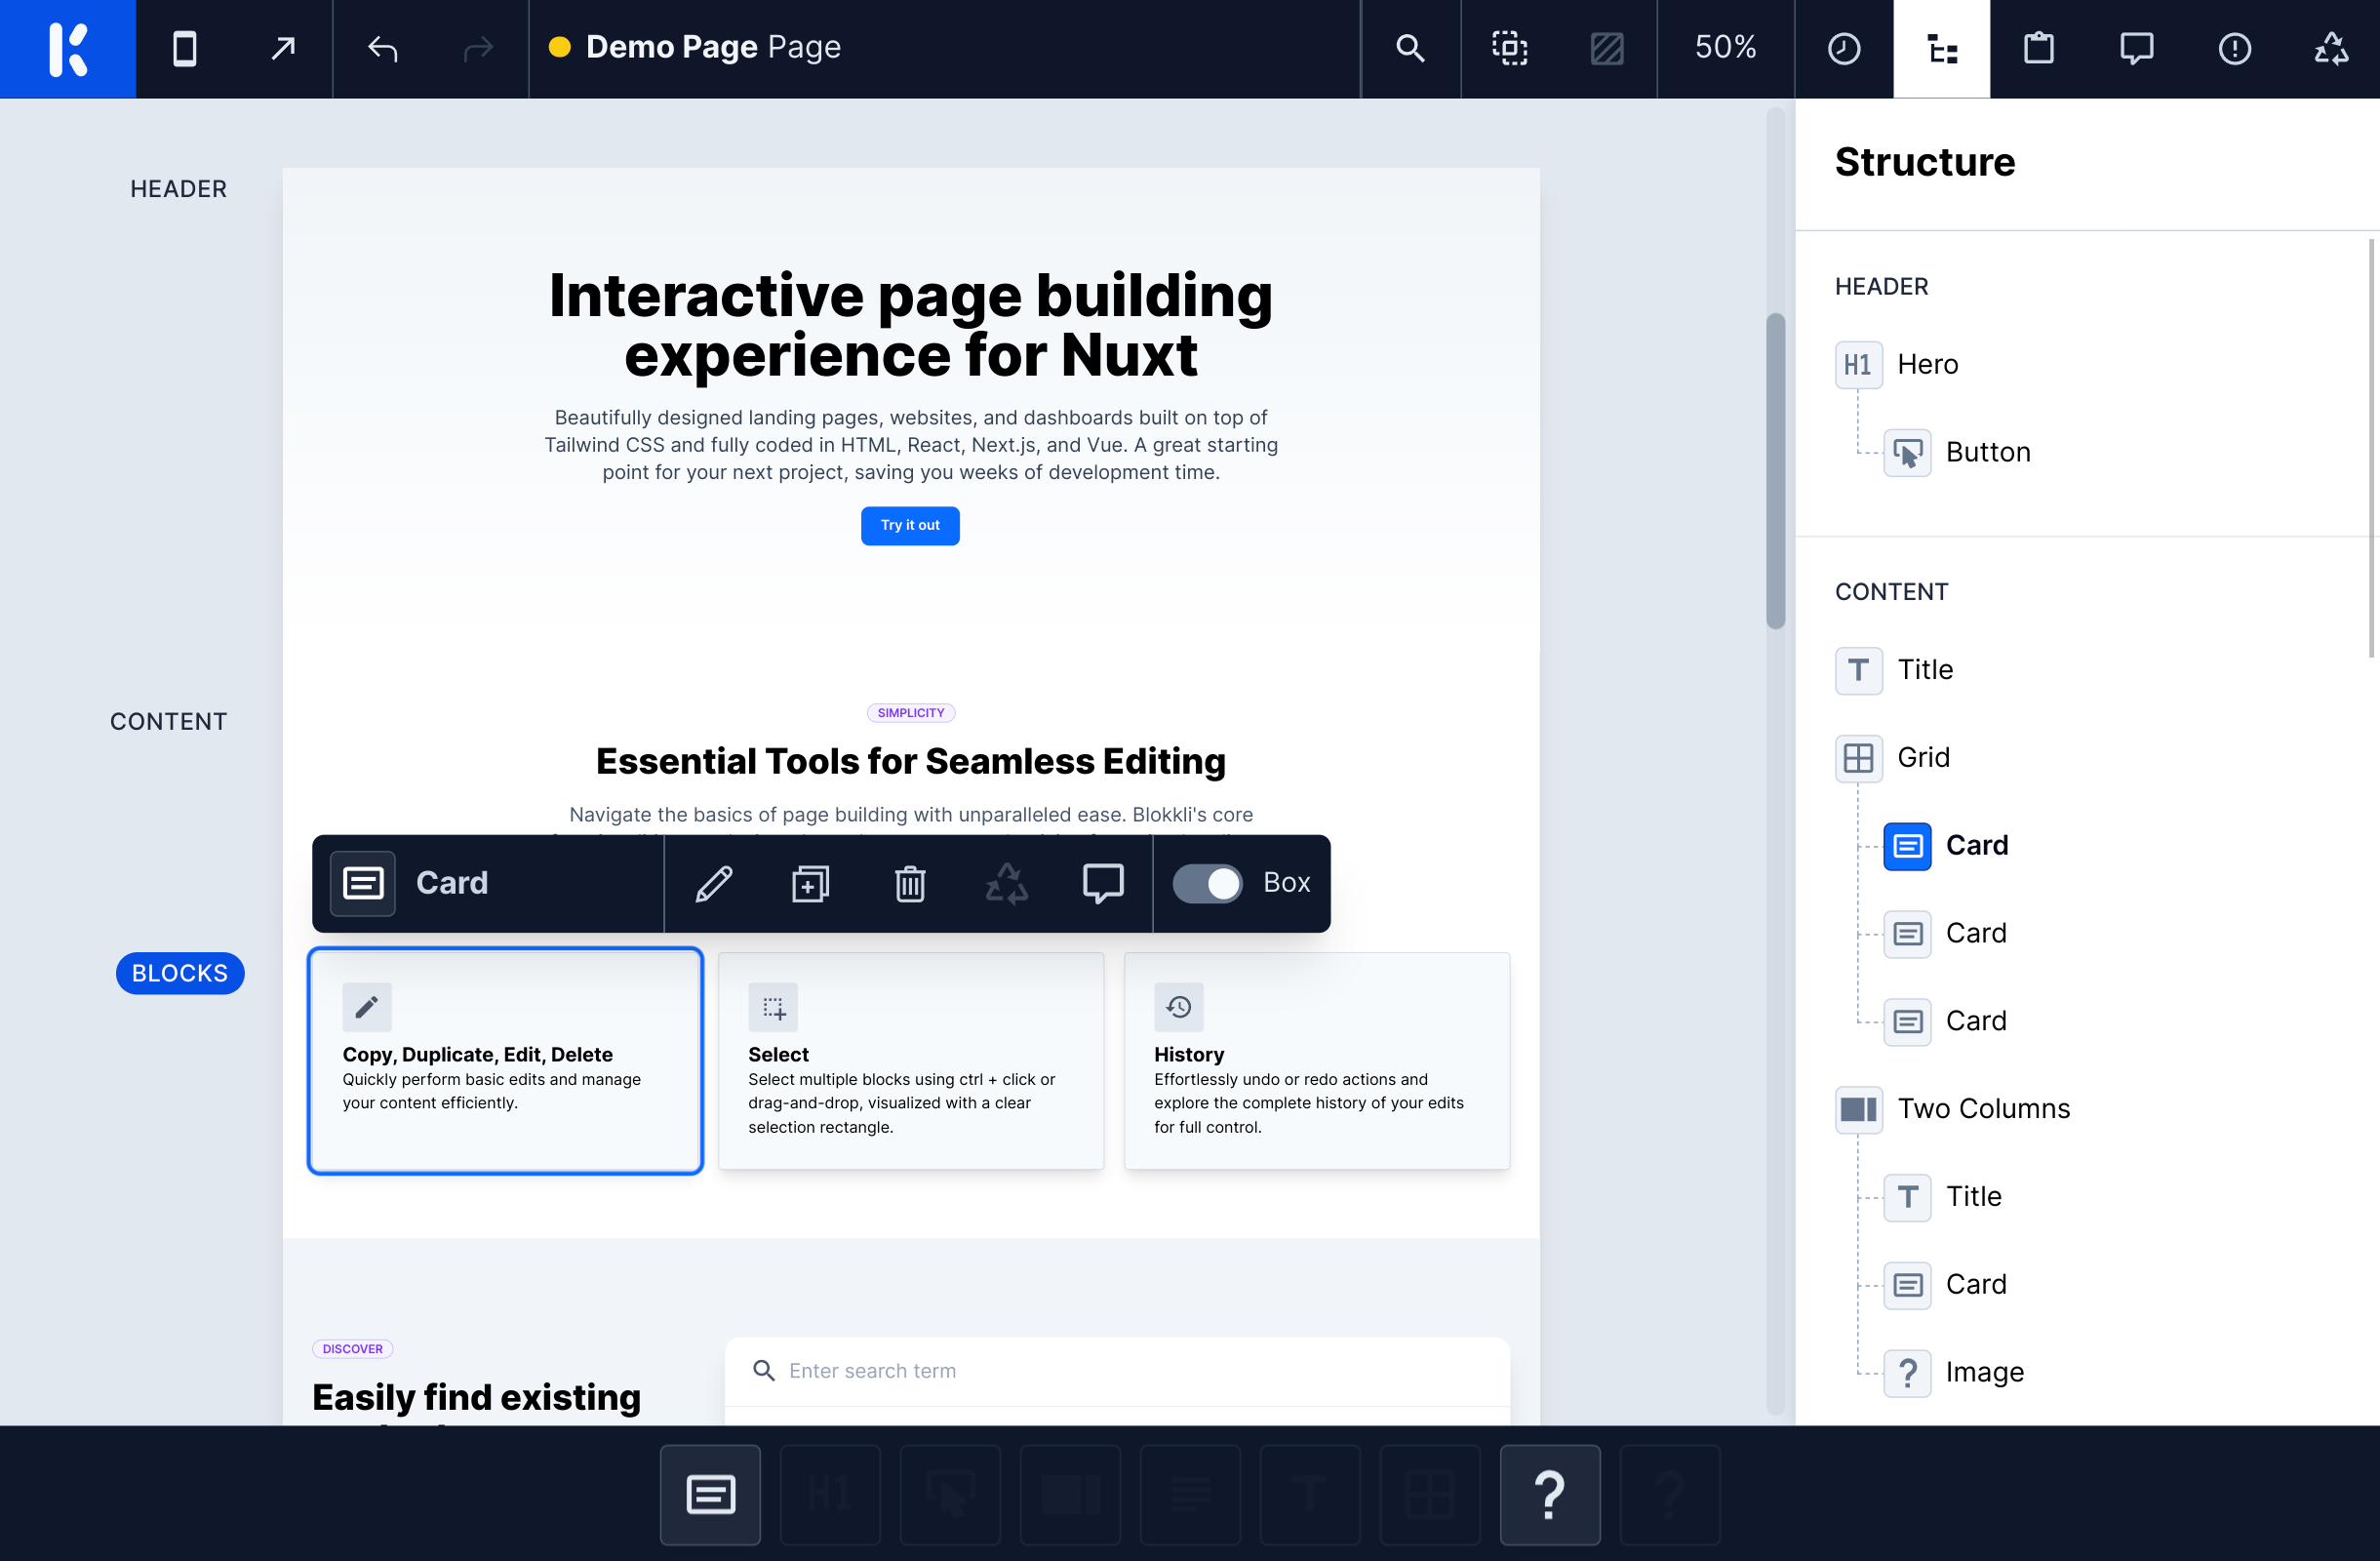 Demo Page Page
50%
HEADER
Interactive page building
experience for Nuxt
Beautifully designed landing pages, websites, and dashboards built on top of
Tailwind CSS and fully coded in HTML, React, Next.js, and Vue. A great starting
point for your next project, saving you weeks of development time.
Try it out
CONTENT
SIMPLICITY
Essential Tools for Seamless Editing
Navigate the basics of page building with unparalleled ease. Blokkli's core
Card
Box
BLOCKS
Copy, Duplicate, Edit, Delete
Quickly perform basic edits and manage
your content efficiently.
Select
Select multiple blocks using ctrl + click or
drag-and-drop, visualized with a clear
selection rectangle.
History
Effortlessly undo or redo actions and
explore the complete history of your edits
for full control.
DISCOVER
Easily find existing
Enter search term
Structure
HEADER
H1 Hero
Button
CONTENT
T Title
Grid
Card
Card
Card
Two Columns
T Title
Card
? Image
H1
T
?
?